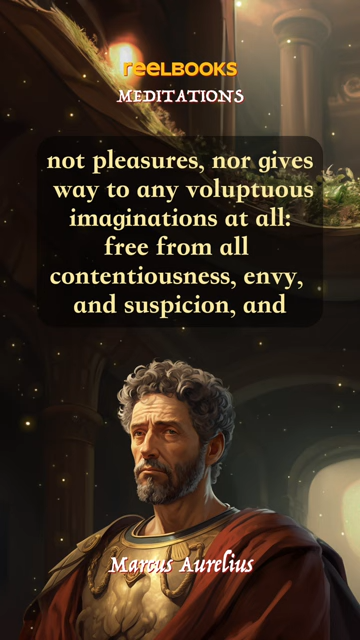 reelBOOKS
MEDITATIONS
not pleasures, nor gives
way to any voluptuous
imaginations at all:
free from all
contentiousness, envy,
and suspicion, and
Marcus Aurelius